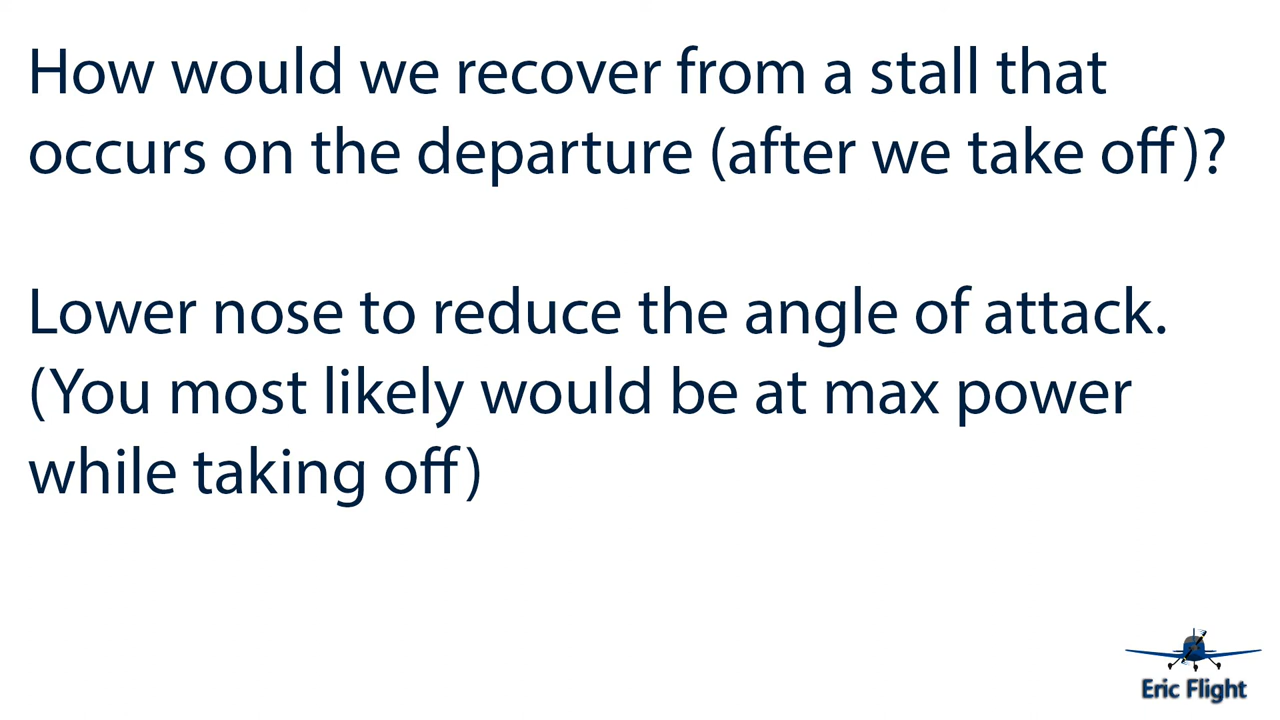 How would we recover from a stall that
occurs on the departure (after we take off)?
Lower nose to reduce the angle of attack.
(You most likely would be at max power
while taking off)
Eric Flight